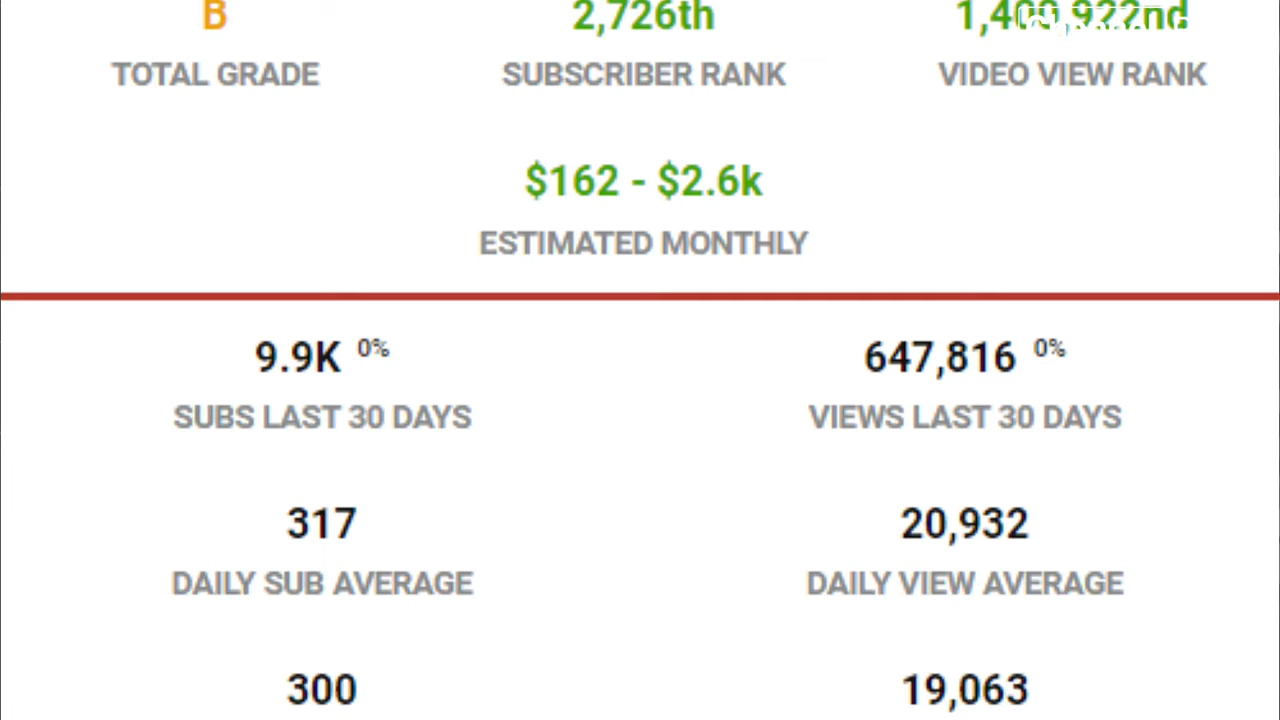 B 2,726th
TOTAL GRADE SUBSCRIBER RANK VIDEO VIEW RANK
$162 - $2.6k
ESTIMATED MONTHLY
9.9K 0% 647,816 0%
SUBS LAST 30 DAYS VIEWS LAST 30 DAYS
317 20,932
DAILY SUB AVERAGE DAILY VIEW AVERAGE
300 19,063